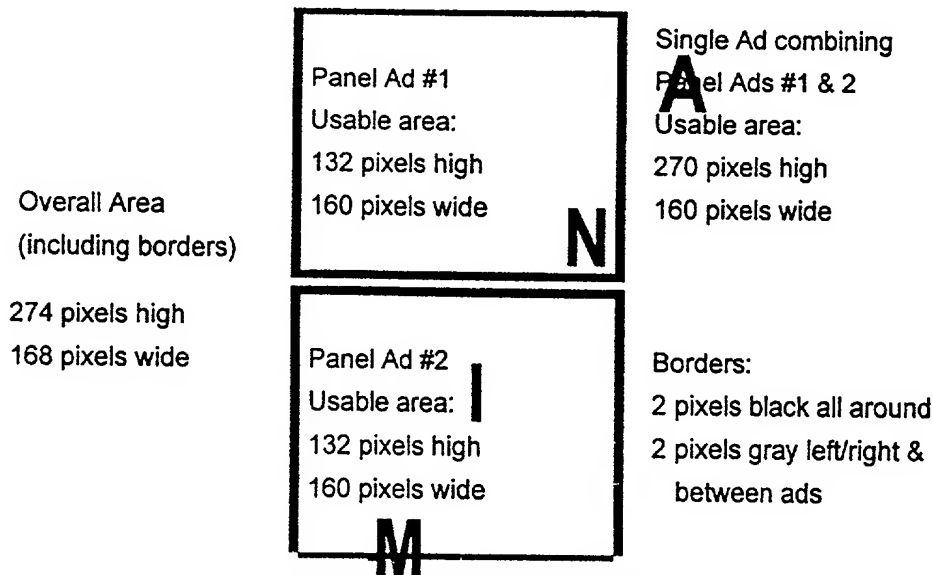 Panel Ad #1
Usable area:
132 pixels high
160 pixels wide
N
Single Ad combining
A
Panel Ads #1 & 2
Usable area:
270 pixels high
160 pixels wide
Overall Area
(including borders)
274 pixels high
168 pixels wide
Panel Ad #2
I
Usable area:
132 pixels high
160 pixels wide
M
Borders:
2 pixels black all around
2 pixels gray left/right &
between ads